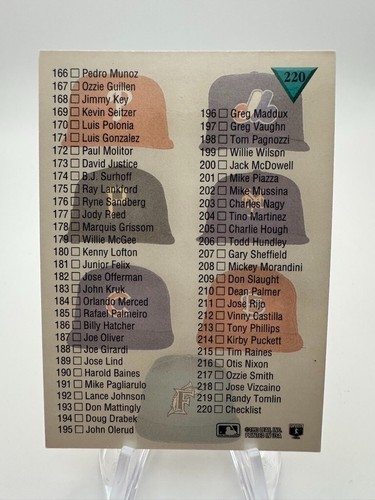 220
166 Pedro Munoz
167 Ozzie Guillen
168 Jimmy Key
169 Kevin Seitzer
170 Luis Polonia
171 Luis Gonzalez
172 Paul Molitor
173 David Justice
174 B.J. Surhoff
175 Ray Lankford
176 Ryne Sandberg
177 Jody Reed
178 Marquis Grissom
179 Willie McGee
180 Kenny Lofton
181 Junior Felix
182 Jose Offerman
183 John Kruk
184 Orlando Merced
185 Rafael Palmeiro
186 Billy Hatcher
187 Joe Oliver
188 Joe Girardi
189 Jose Lind
190 Harold Baines
191 Mike Pagliarulo
192 Lance Johnson
193 Don Mattingly
194 Doug Drabek
195 John Olerud
196 Greg Maddux
197 Greg Vaughn
198 Tom Pagnozzi
199 Willie Wilson
200 Jack McDowell
201 Mike Piazza
202 Mike Mussina
203 Charles Nagy
204 Tino Martinez
205 Charlie Hough
206 Todd Hundley
207 Gary Sheffield
208 Mickey Morandini
209 Don Slaught
210 Dean Palmer
211 Jose Rijo
212 Vinny Castilla
213 Tony Phillips
214 Kirby Puckett
215 Tim Raines
216 Otis Nixon
217 Ozzie Smith
218 Jose Vizcaino
219 Randy Tomlin
220 Checklist
F
PRINTED IN U.S.A.